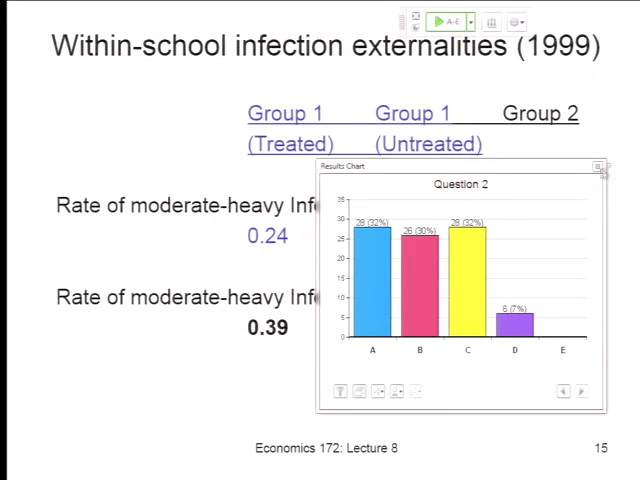 A-E
Within-school infection externalities (1999)
Group 1 Group 1 Group 2
(Treated) (Untreated)
Rate of moderate-heavy
0.24
Rate of moderate-heavy
0.39
Results Chart
Question 2
35
30
25
20
15
10
5
0
28 (32%)
26 (30%)
28 (32%)
6 (7%)
A B C D E
Economics 172: Lecture 8
15